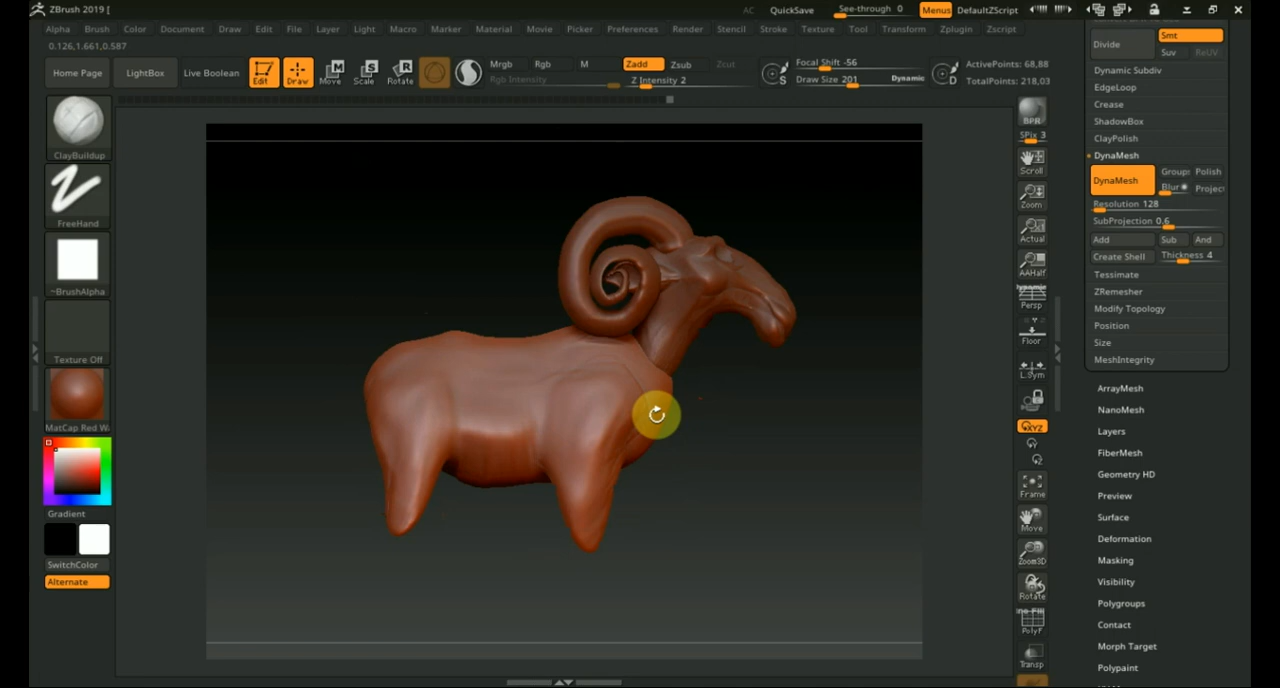 ZBrush 2019 [
AC QuickSave See-through 0 Menus DefaultZScript
Alpha Brush Color Document Draw Edit File Layer Light Macro Marker Material Movie Picker Preferences Render Stencil Stroke Texture Tool Transform Zplugin Zscript
0.126,1.661,0.587
Home Page LightBox Live Boolean Edit Draw Move Scale Rotate
Mrgb Rgb M Zadd Zsub Zcut
Rgb Intensity Z Intensity 2
Focal Shift -56
Draw Size 201 Dynamic
ActivePoints: 68,88
TotalPoints: 218,03
S
D
ClayBuildup
FreeHand
~BrushAlpha
Texture Off
MatCap Red Wa
Gradient
SwitchColor
Alternate
BPR
SPix 3
Scroll
Zoom
Actual
AAHalf
Dynamic
Persp
Floor
L.Sym
XYZ
Frame
Move
Zoom3D
Rotate
Line Fill
PolyF
Transp
Divide
Smt
Suv ReUV
Dynamic Subdiv
EdgeLoop
Crease
ShadowBox
ClayPolish
DynaMesh
DynaMesh
Groups Polish
Blur Project
Resolution 128
SubProjection 0.6
Add Sub And
Create Shell Thickness 4
Tessimate
ZRemesher
Modify Topology
Position
Size
MeshIntegrity
ArrayMesh
NanoMesh
Layers
FiberMesh
Geometry HD
Preview
Surface
Deformation
Masking
Visibility
Polygroups
Contact
Morph Target
Polypaint